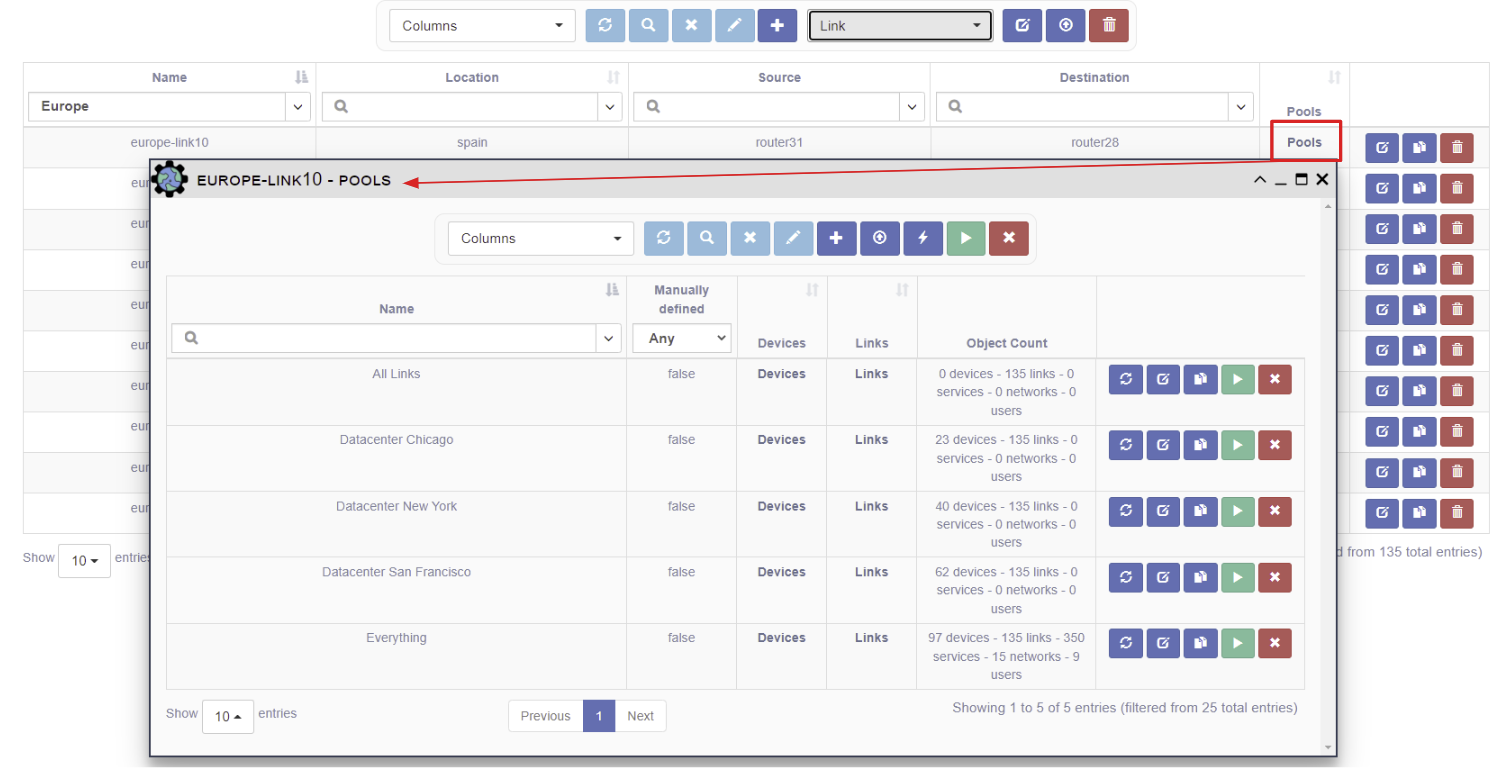 Columns Link
Name Location Source Destination
Europe
Pools
europe-link10 spain router31 router28 Pools
EUROPE-LINK10 - POOLS
eur
Columns
eur
eur
Manually
Name defined
eur
Any
Devices Links Object Count
eur
All Links false Devices Links 0 devices - 135 links - 0
services - 0 networks - 0
eur
users
eur
Datacenter Chicago false Devices Links 23 devices - 135 links - 0
services - 0 networks - 0
eur
users
Datacenter New York false Devices Links 40 devices - 135 links - 0
eur
services - 0 networks - 0
users
Show 10 entries from 135 total entries)
Datacenter San Francisco false Devices Links 62 devices - 135 links - 0
services - 0 networks - 0
users
Everything false Devices Links 97 devices - 135 links - 350
services - 15 networks - 9
users
Show 10 entries Previous 1 Next Showing 1 to 5 of 5 entries (filtered from 25 total entries)